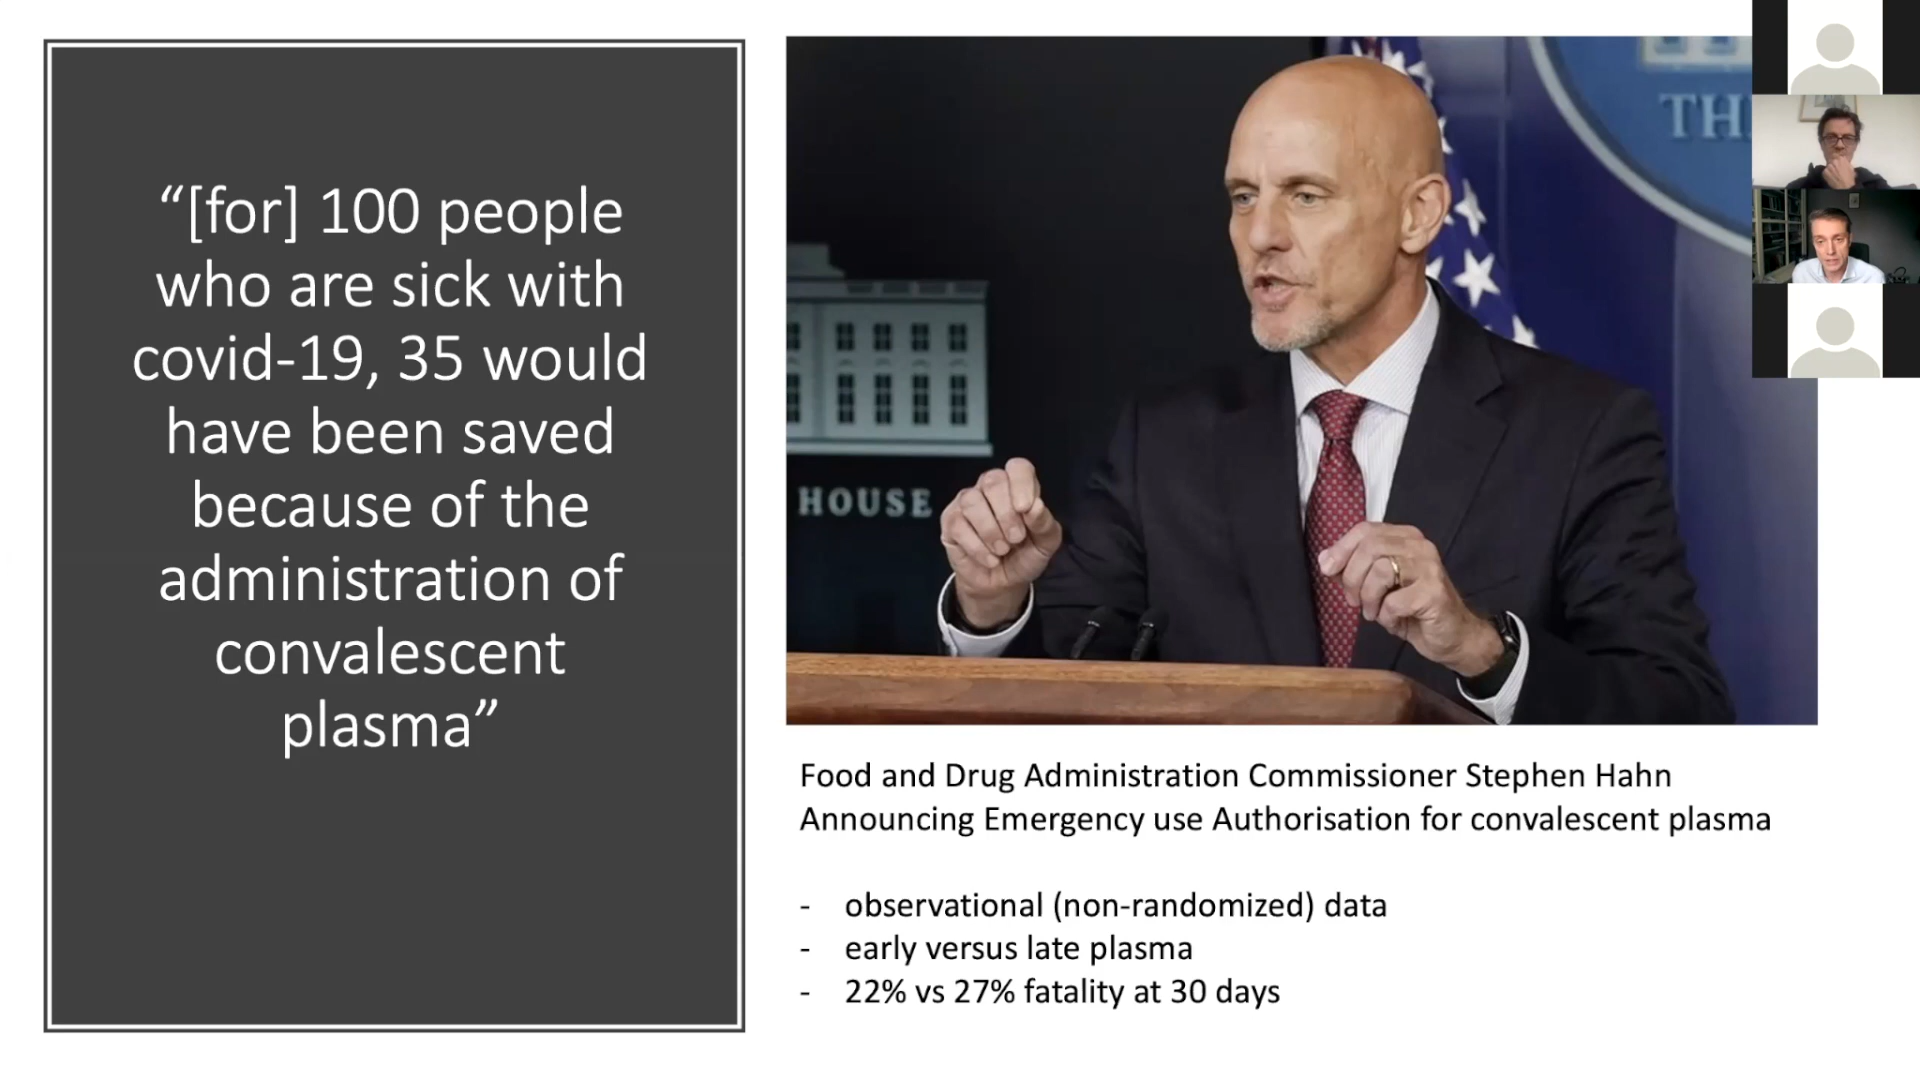 “[for] 100 people
who are sick with
covid-19, 35 would
have been saved
because of the
administration of
convalescent
plasma”
HOUSE
TH
Food and Drug Administration Commissioner Stephen Hahn
Announcing Emergency use Authorisation for convalescent plasma
- observational (non-randomized) data
- early versus late plasma
- 22% vs 27% fatality at 30 days